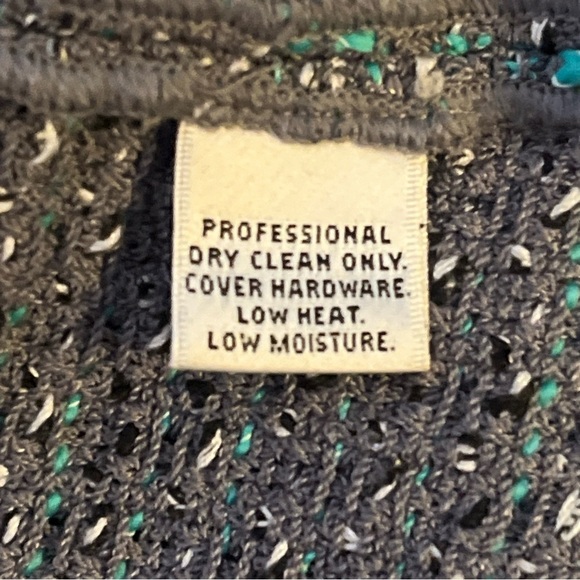 PROFESSIONAL
DRY CLEAN ONLY.
COVER HARDWARE.
LOW HEAT.
LOW MOISTURE.